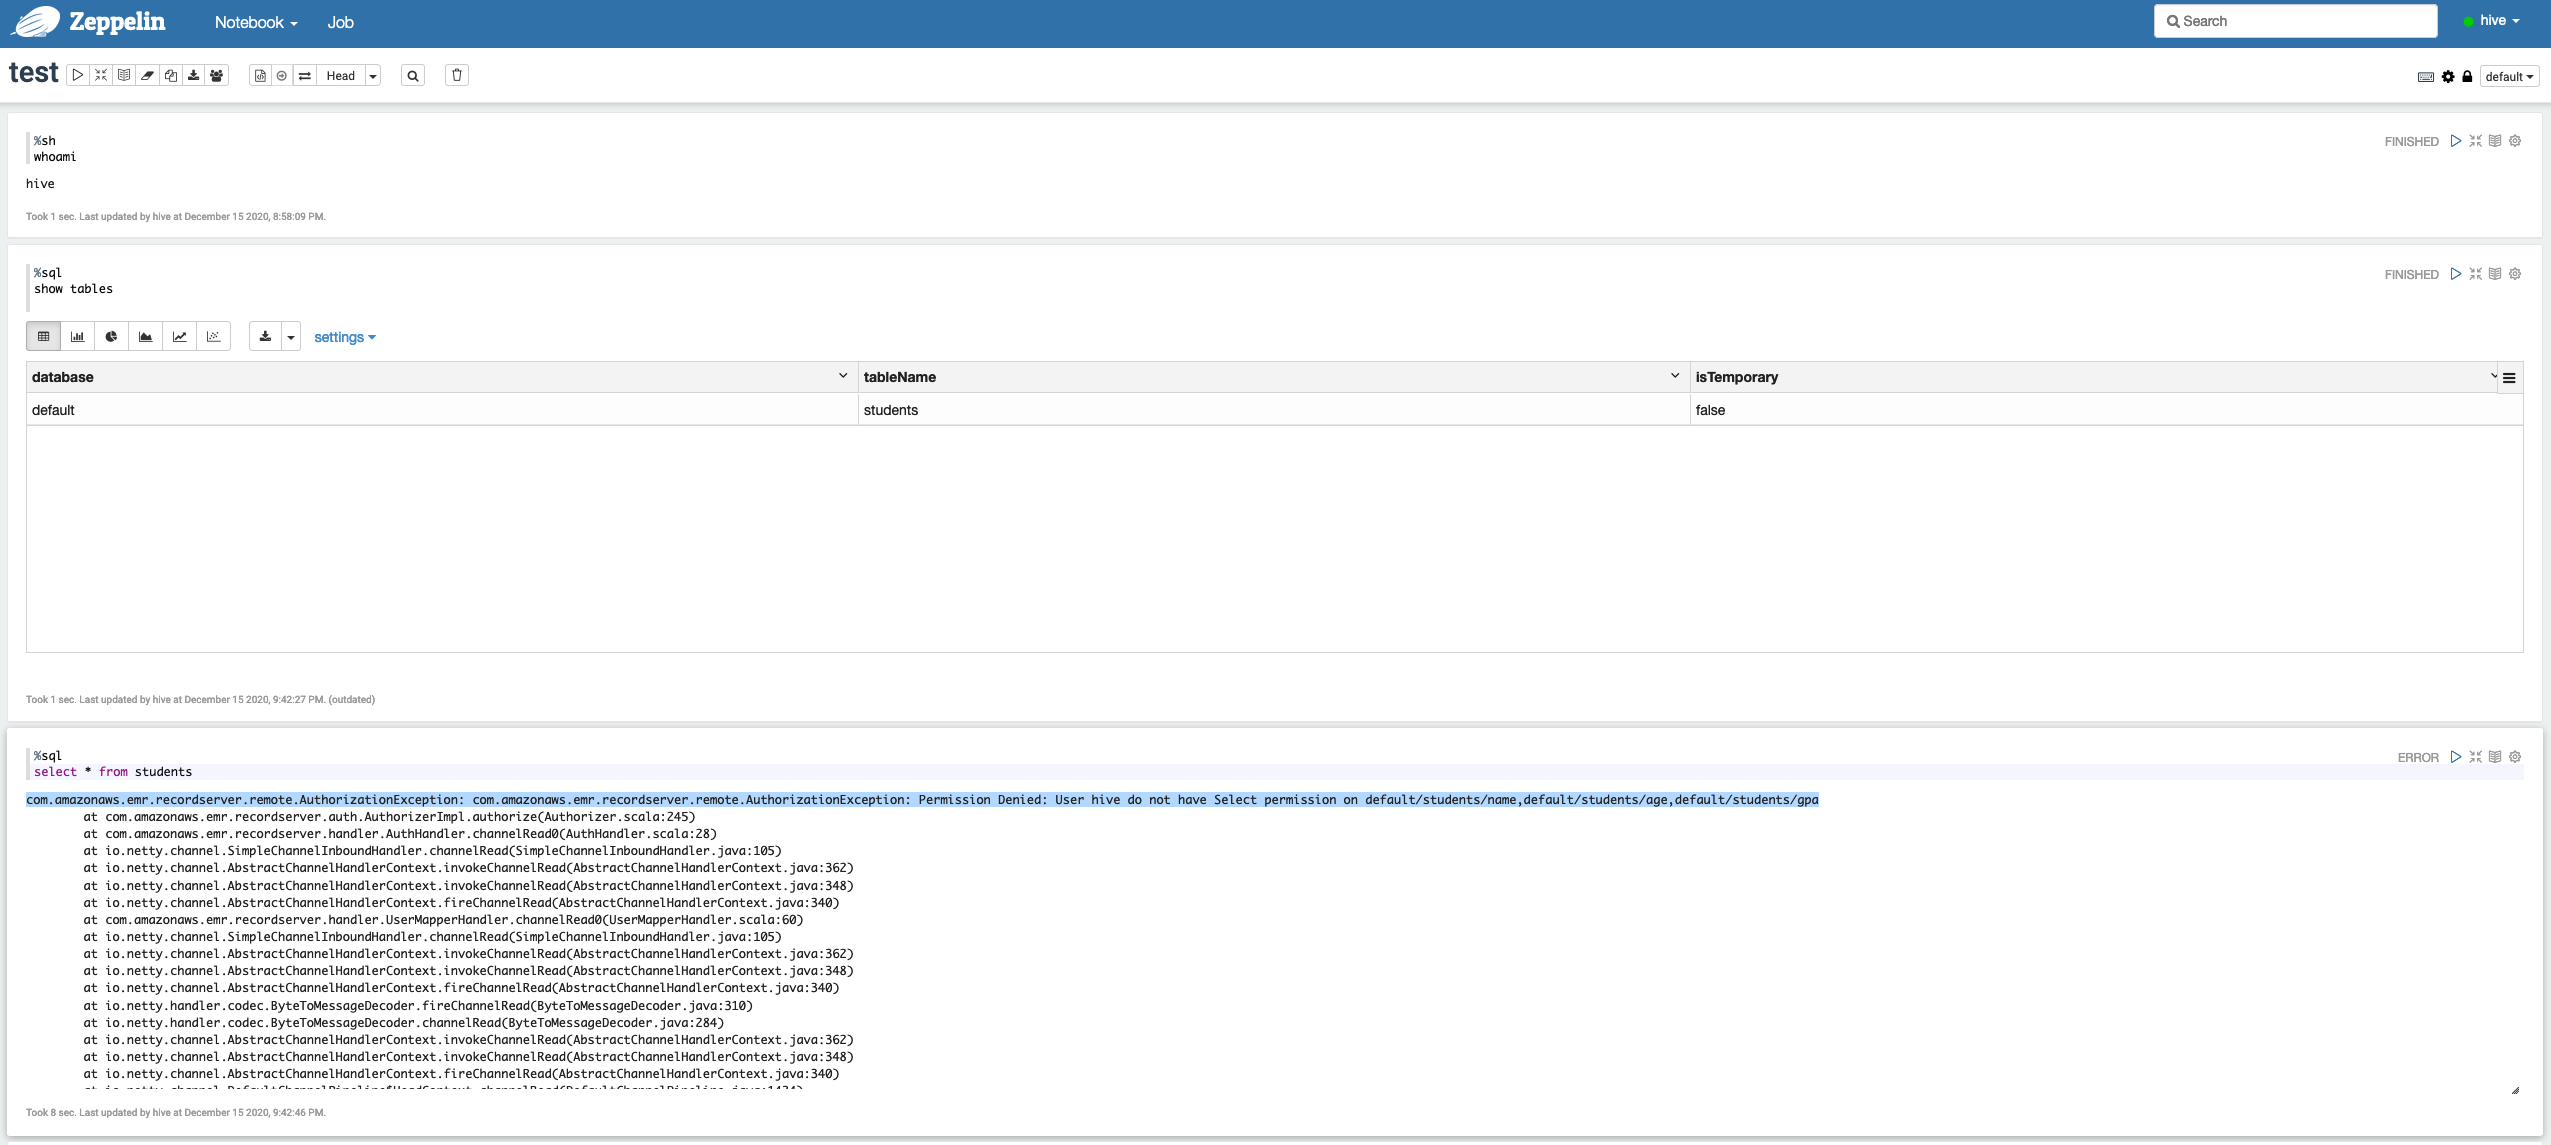 Zeppelin Notebook Job Search hive
test Head default
%sh
whoami
FINISHED
hive
Took 1 sec. Last updated by hive at December 15 2020, 8:58:09 PM.
%sql
show tables
FINISHED
settings
database tableName isTemporary
default students false
Took 1 sec. Last updated by hive at December 15 2020, 9:42:27 PM. (outdated)
%sql
select * from students
ERROR
com.amazonaws.emr.recordserver.remote.AuthorizationException: com.amazonaws.emr.recordserver.remote.AuthorizationException: Permission Denied: User hive do not have Select permission on default/students/name,default/students/age,default/students/gpa
at com.amazonaws.emr.recordserver.auth.AuthorizerImpl.authorize(Authorizer.scala:245)
at com.amazonaws.emr.recordserver.handler.AuthHandler.channelRead0(AuthHandler.scala:28)
at io.netty.channel.SimpleChannelInboundHandler.channelRead(SimpleChannelInboundHandler.java:105)
at io.netty.channel.AbstractChannelHandlerContext.invokeChannelRead(AbstractChannelHandlerContext.java:362)
at io.netty.channel.AbstractChannelHandlerContext.invokeChannelRead(AbstractChannelHandlerContext.java:348)
at io.netty.channel.AbstractChannelHandlerContext.fireChannelRead(AbstractChannelHandlerContext.java:340)
at com.amazonaws.emr.recordserver.handler.UserMapperHandler.channelRead0(UserMapperHandler.scala:60)
at io.netty.channel.SimpleChannelInboundHandler.channelRead(SimpleChannelInboundHandler.java:105)
at io.netty.channel.AbstractChannelHandlerContext.invokeChannelRead(AbstractChannelHandlerContext.java:362)
at io.netty.channel.AbstractChannelHandlerContext.invokeChannelRead(AbstractChannelHandlerContext.java:348)
at io.netty.channel.AbstractChannelHandlerContext.fireChannelRead(AbstractChannelHandlerContext.java:340)
at io.netty.handler.codec.ByteToMessageDecoder.fireChannelRead(ByteToMessageDecoder.java:310)
at io.netty.handler.codec.ByteToMessageDecoder.channelRead(ByteToMessageDecoder.java:284)
at io.netty.channel.AbstractChannelHandlerContext.invokeChannelRead(AbstractChannelHandlerContext.java:362)
at io.netty.channel.AbstractChannelHandlerContext.invokeChannelRead(AbstractChannelHandlerContext.java:348)
at io.netty.channel.AbstractChannelHandlerContext.fireChannelRead(AbstractChannelHandlerContext.java:340)
Took 8 sec. Last updated by hive at December 15 2020, 9:42:46 PM.